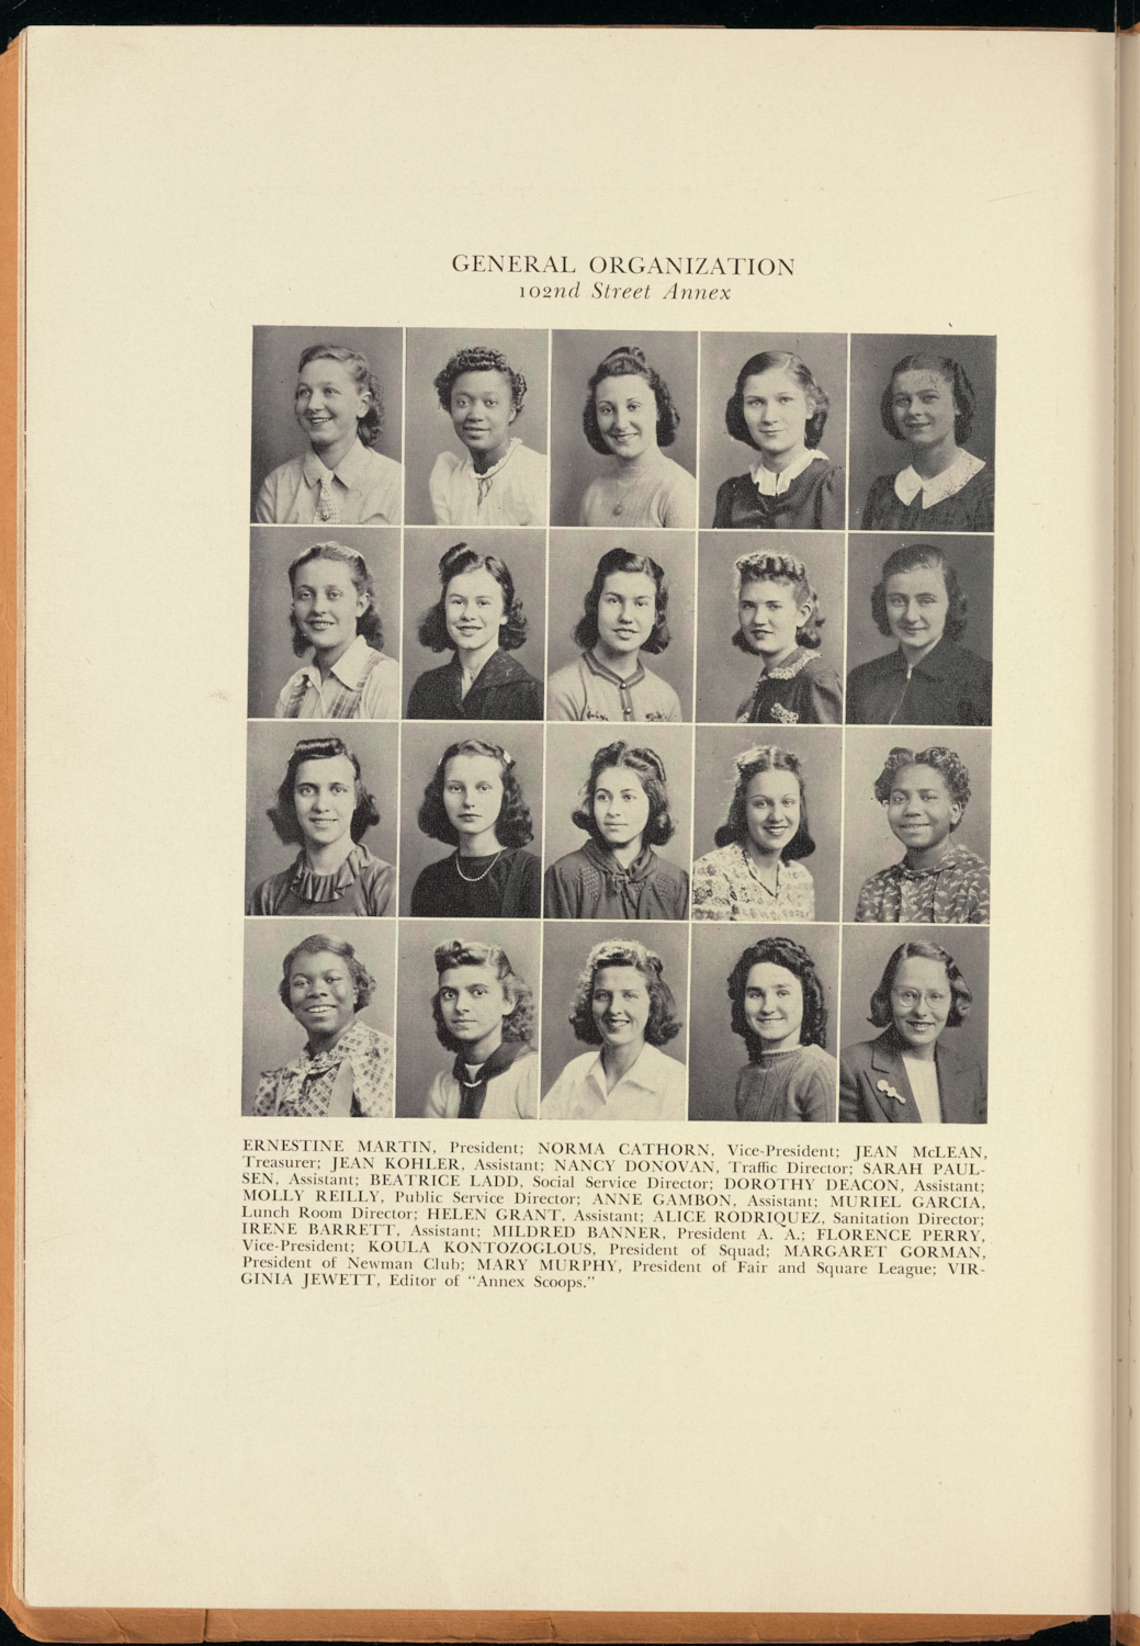 GENERAL ORGANIZATION
102nd Street Annex
ERNESTINE MARTIN, President; NORMA CATHORN, Vice-President; JEAN McLEAN,
Treasurer; JEAN KOHLER, Assistant; NANCY DONOVAN, Traffic Director; SARAH PAUL-
SEN, Assistant; BEATRICE LADD, Social Service Director; DOROTHY DEACON, Assistant;
MOLLY REILLY, Public Service Director; ANNE GAMBON, Assistant; MURIEL GARCIA,
Lunch Room Director; HELEN GRANT, Assistant; ALICE RODRIQUEZ, Sanitation Director;
IRENE BARRETT, Assistant; MILDRED BANNER, President A. A.; FLORENCE PERRY,
Vice-President; KOULA KONTOZOGLOUS, President of Squad; MARGARET GORMAN,
President of Newman Club; MARY MURPHY, President of Fair and Square League; VIR-
GINIA JEWETT, Editor of "Annex Scoops."